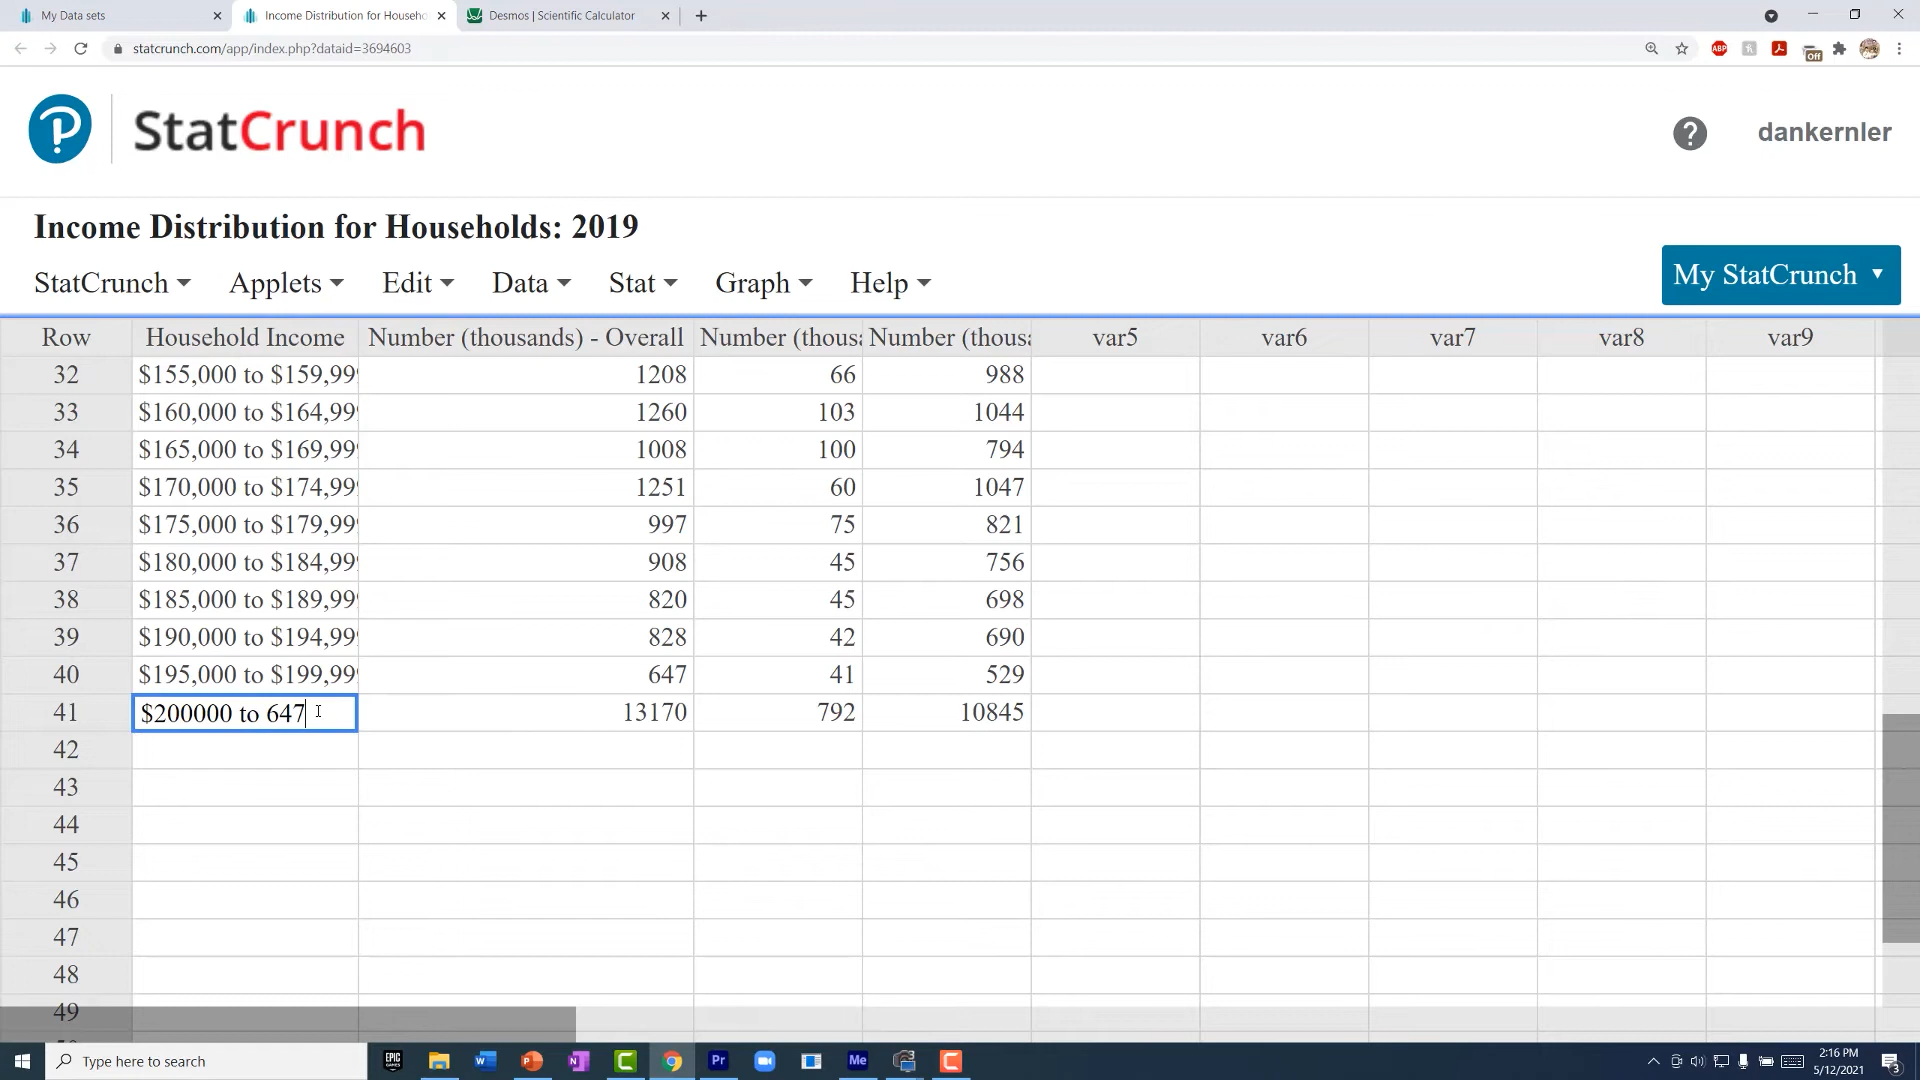 My Data sets
Income Distribution for Househo
Desmos | Scientific Calculator
statcrunch.com/app/index.php?dataid=3694603
ABP
Off
StatCrunch
? dankernler
Income Distribution for Households: 2019
StatCrunch Applets Edit Data Stat Graph Help
My StatCrunch
Row Household Income Number (thousands) - Overall Number (thous Number (thous var5 var6 var7 var8 var9
32 $155,000 to $159,99 1208 66 988
33 $160,000 to $164,99 1260 103 1044
34 $165,000 to $169,99 1008 100 794
35 $170,000 to $174,99 1251 60 1047
36 $175,000 to $179,99 997 75 821
37 $180,000 to $184,99 908 45 756
38 $185,000 to $189,99 820 45 698
39 $190,000 to $194,99 828 42 690
40 $195,000 to $199,99 647 41 529
41 $200000 to 647 13170 792 10845
42
43
44
45
46
47
48
49
Type here to search
EPIC GAMES
Pr
Me
2:16 PM
5/12/2021
3